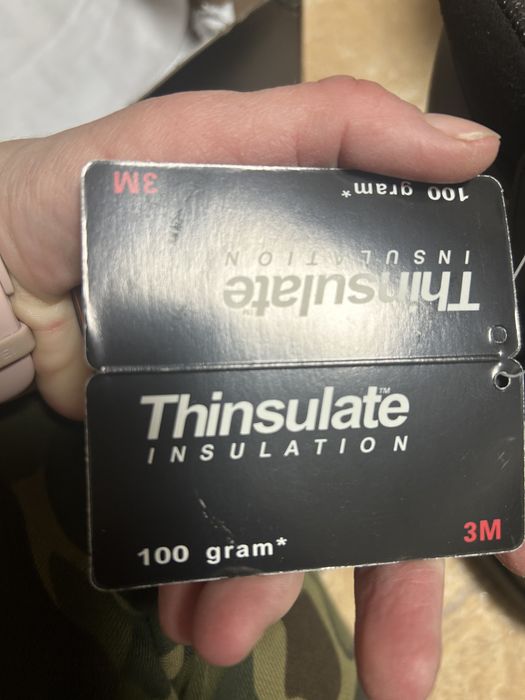 3M
100 gram*
Thinsulate
INSULATION
Thinsulate™
INSULATION
100 gram*
3M